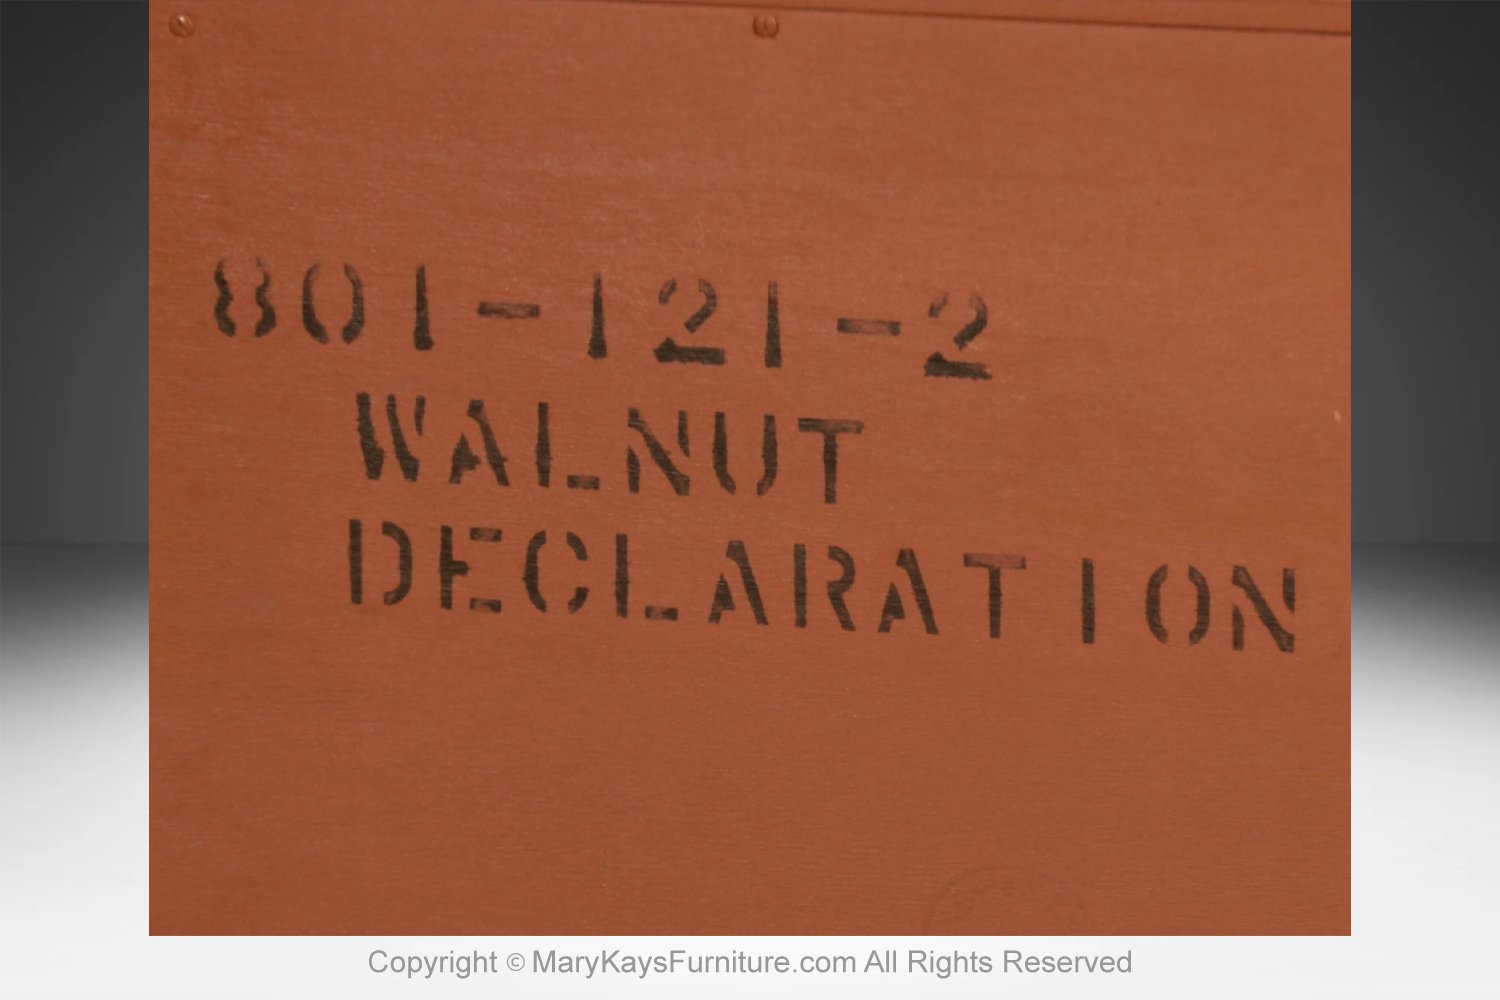 801-121-2
WALNUT
DECLARATION
Copyright © MaryKaysFurniture.com All Rights Reserved